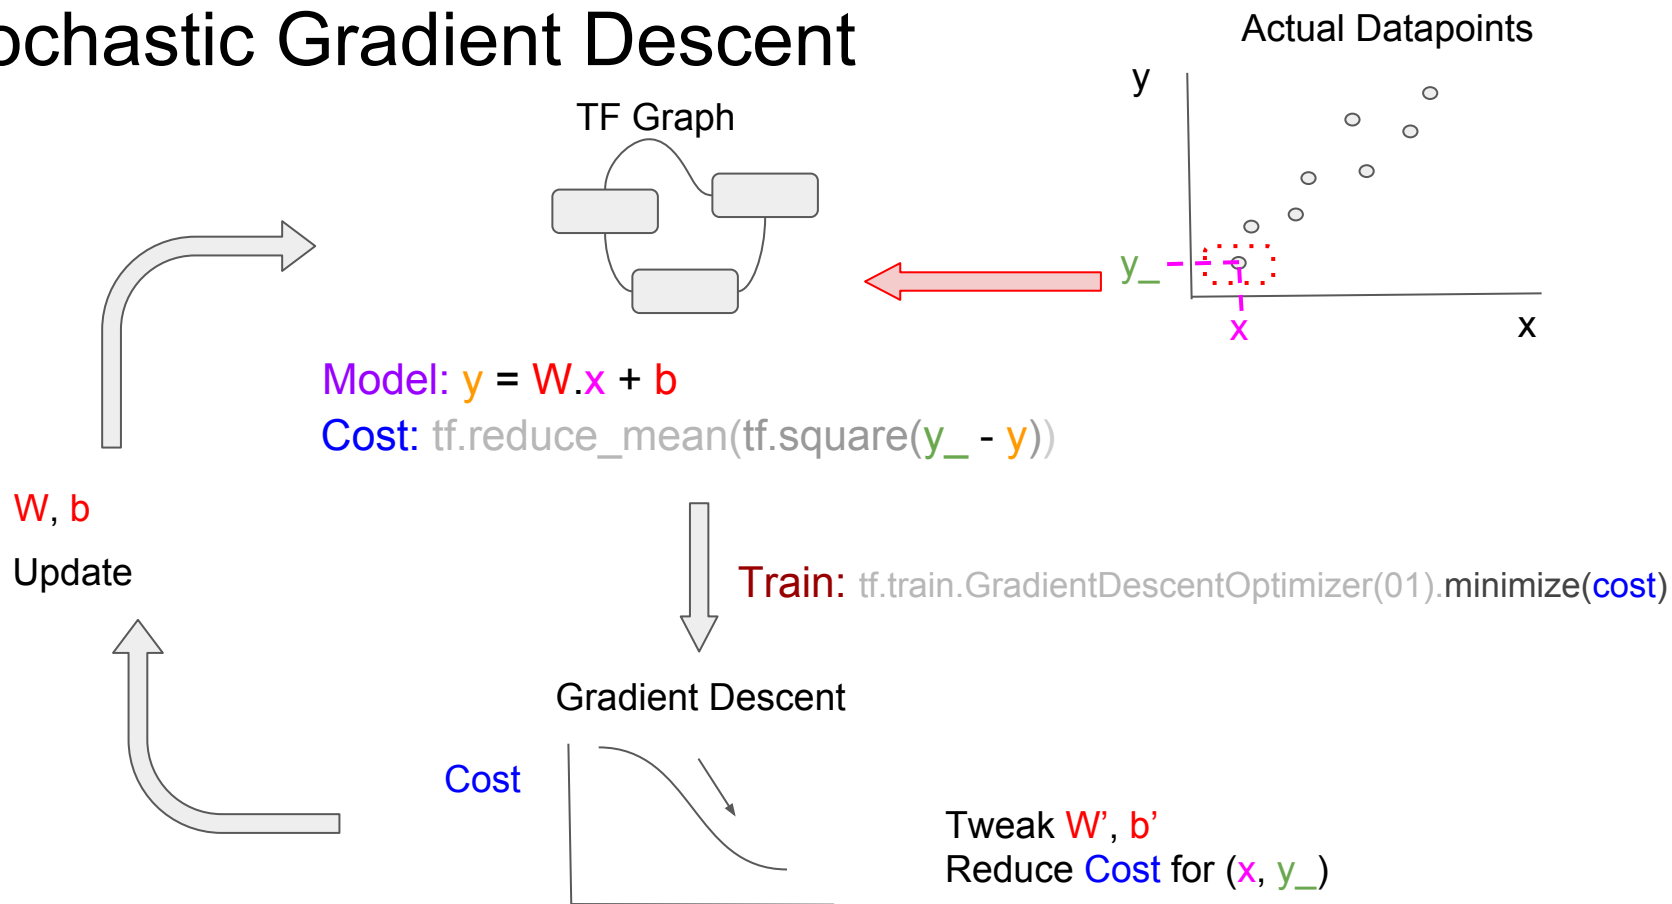 ochastic Gradient Descent
Actual Datapoints
y
TF Graph
y_
x
x
Model: y = W.x + b
Cost: tf.reduce_mean(tf.square(y_ - y))
W, b
Update
Train: tf.train.GradientDescentOptimizer(01).minimize(cost)
Gradient Descent
Cost
Tweak W’, b’
Reduce Cost for (x, y_)